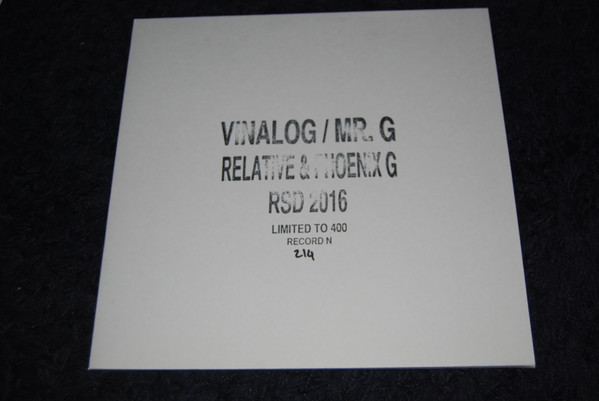 VINALOG / MR. G
RELATIVE & PHOENIX G
RSD 2016
LIMITED TO 400
RECORD N
214